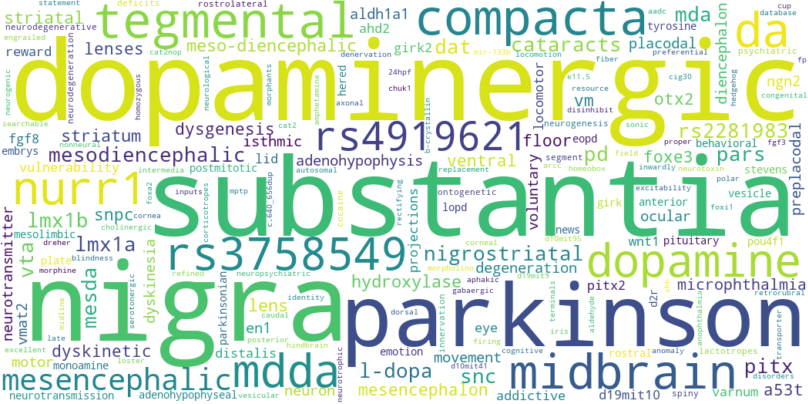 striatal
neurodegenerative
statement
deficits
rostrolateral
aldh1a1
compacta
aadc
database
cup
engrailed
tegmental
ahd2
mda
tyrosine
preferential
psychiatric
da
reward
lenses
meso-diencephalic
girk2
dat
cataracts
placodal
diencephalon
fp
neurogenic
neurodegeneration
homozygous
cat2nop
denervation
mir-133b
locomotion
fiber
e11.5
cig30
ngn2
congenital
dopaminergic
neurological
morphants
24hpf
chuk1
amphetamine
axonal
hered
locomotor
vm
otx2
resource
disinhibit
hedgehog
searchable
nonneural
fgf8
embrys
striatum
dysgenesis
cat2
isthmic
b-crystallin
rs4919621
floor
eopd
neurogenesis
sonic
rs2281983
proper
fgf3
mesodiencephalic
lid
adenohypophysis
ventral
pd
segment
field
foxe3
behavioral
pars
arcc
homeobox
inwardly
neurotoxin
stevens
preplacodal
vulnerability
intermedia
postmitotic
foxa2
autosomal
replacement
ontogenetic
girk
excitability
polar
vesicle
nurr1
substantia
inputs
mptp
c.640_656dup
cocaine
rectifying
lopd
voluntary
anterior
foxi1
ocular
neurotransmitter
lmx1b
snpc
cornea
mesolimbic
cholinergic
corticotropes
projections
news
d10mit95
wnt1
pituitary
pou4f1
vta
dreher
blindness
morphine
lmx1a
rs3758549
nigrostriatal
corneal
morpholino
degeneration
dopamine
plate
mesda
dyskinesia
refined
neuropsychiatric
hydroxylase
aphakic
gabaergic
d19mit9
pitx2
d2r
microphthalmia
vmat2
midline
serotonergic
nigra
parkinsonian
lens
identity
caudal
posterior
hindbrain
en1
parkinson
innervation
dorsal
eye
iris
firing
terminals
aldehyde
shh
anophthalmia
retrorubral
transporter
late
excellent
dyskinetic
distalis
emotion
movement
cognitive
rostral
anomaly
lactotropes
disorders
motor
monoamine
loster
mdda
neurotrophic
l-dopa
d10mit41
snc
midbrain
pitx
mesencephalic
neuron
neurotransmission
adenohypophyseal
vesicular
mesencephalon
addictive
d19mit10
spiny
varnum
a53t